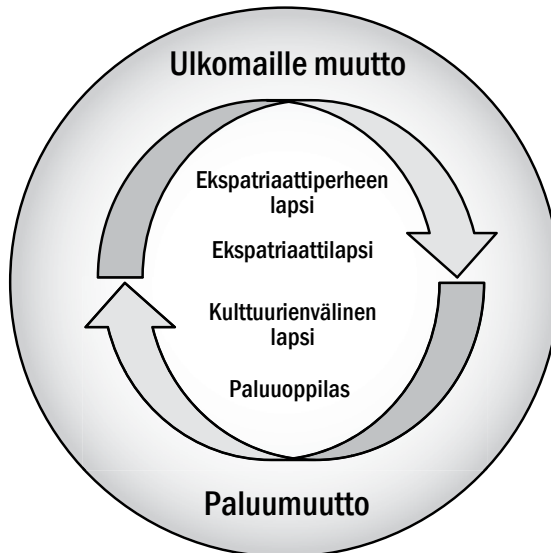 Ulkomaille muutto
Ekspatriaattiperheen
lapsi
Ekspatriaattilapsi
Kulttuurienvälinen
lapsi
Paluuoppilas
Paluumuutto